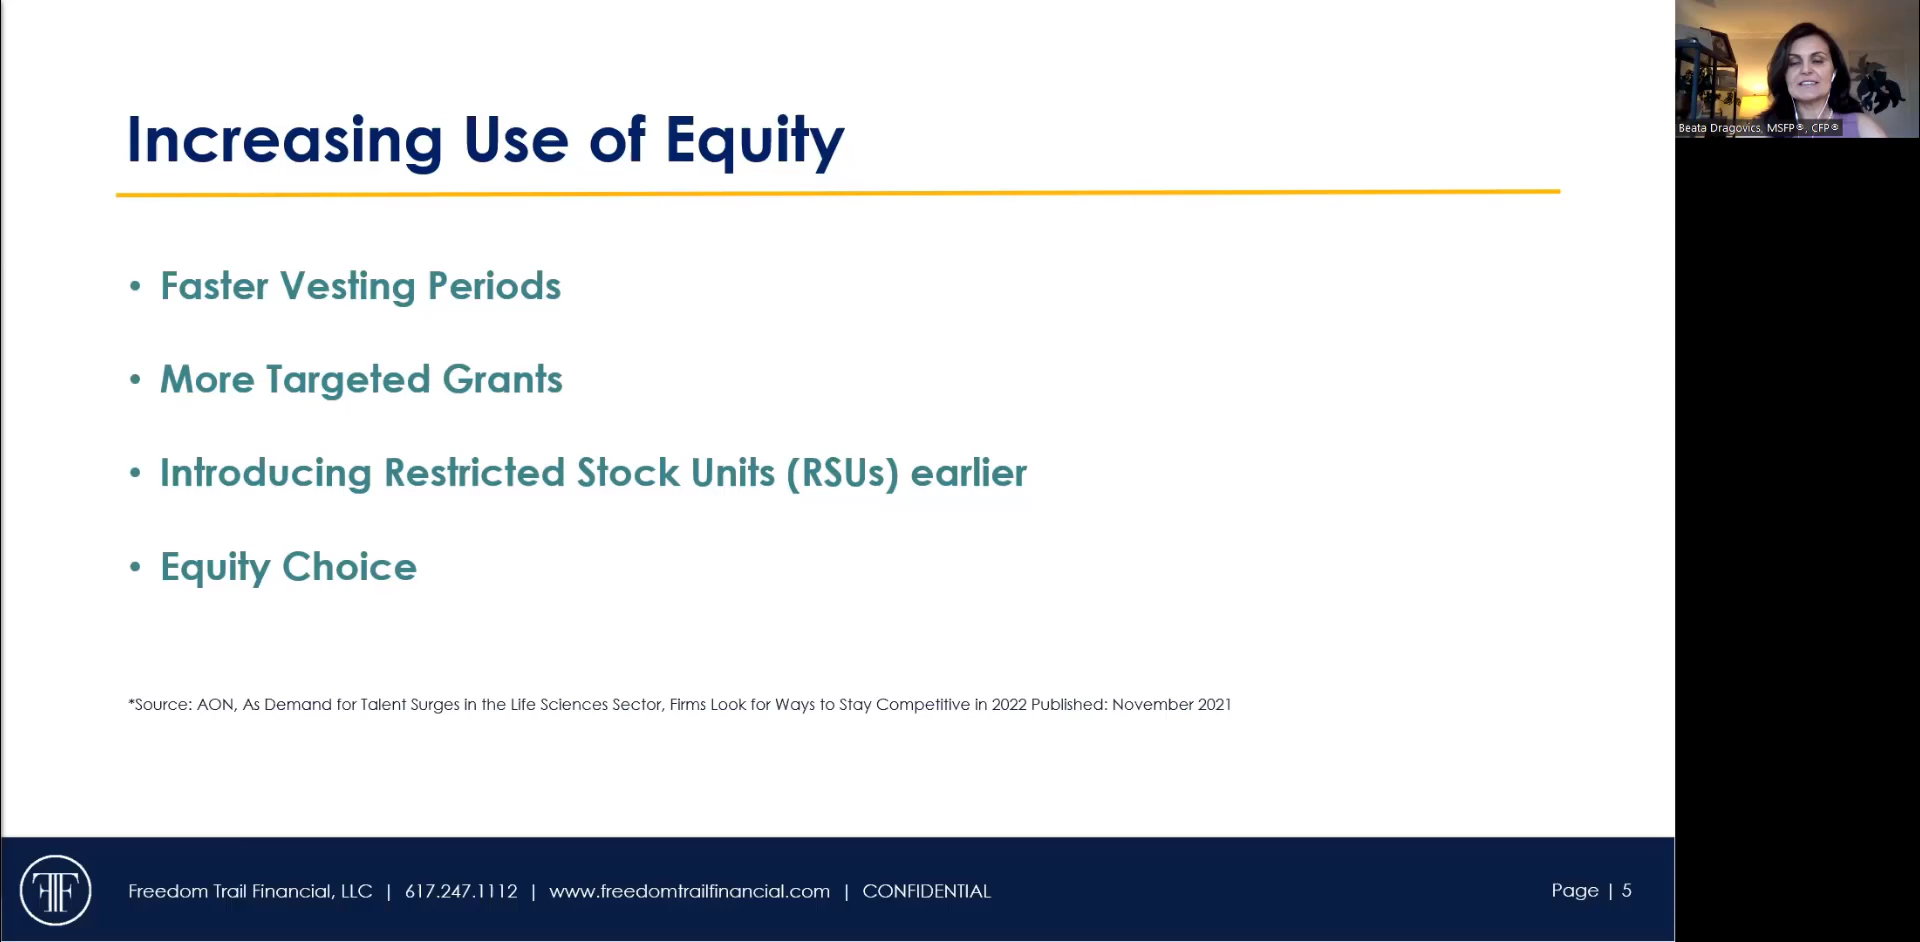 Increasing Use of Equity
• Faster Vesting Periods
• More Targeted Grants
• Introducing Restricted Stock Units (RSUs) earlier
• Equity Choice
*Source: AON, As Demand for Talent Surges in the Life Sciences Sector, Firms Look for Ways to Stay Competitive in 2022 Published: November 2021
Freedom Trail Financial, LLC | 617.247.1112 | www.freedomtrailfinancial.com | CONFIDENTIAL
Page | 5
Beata Dragovics, MSFP®, CFP®